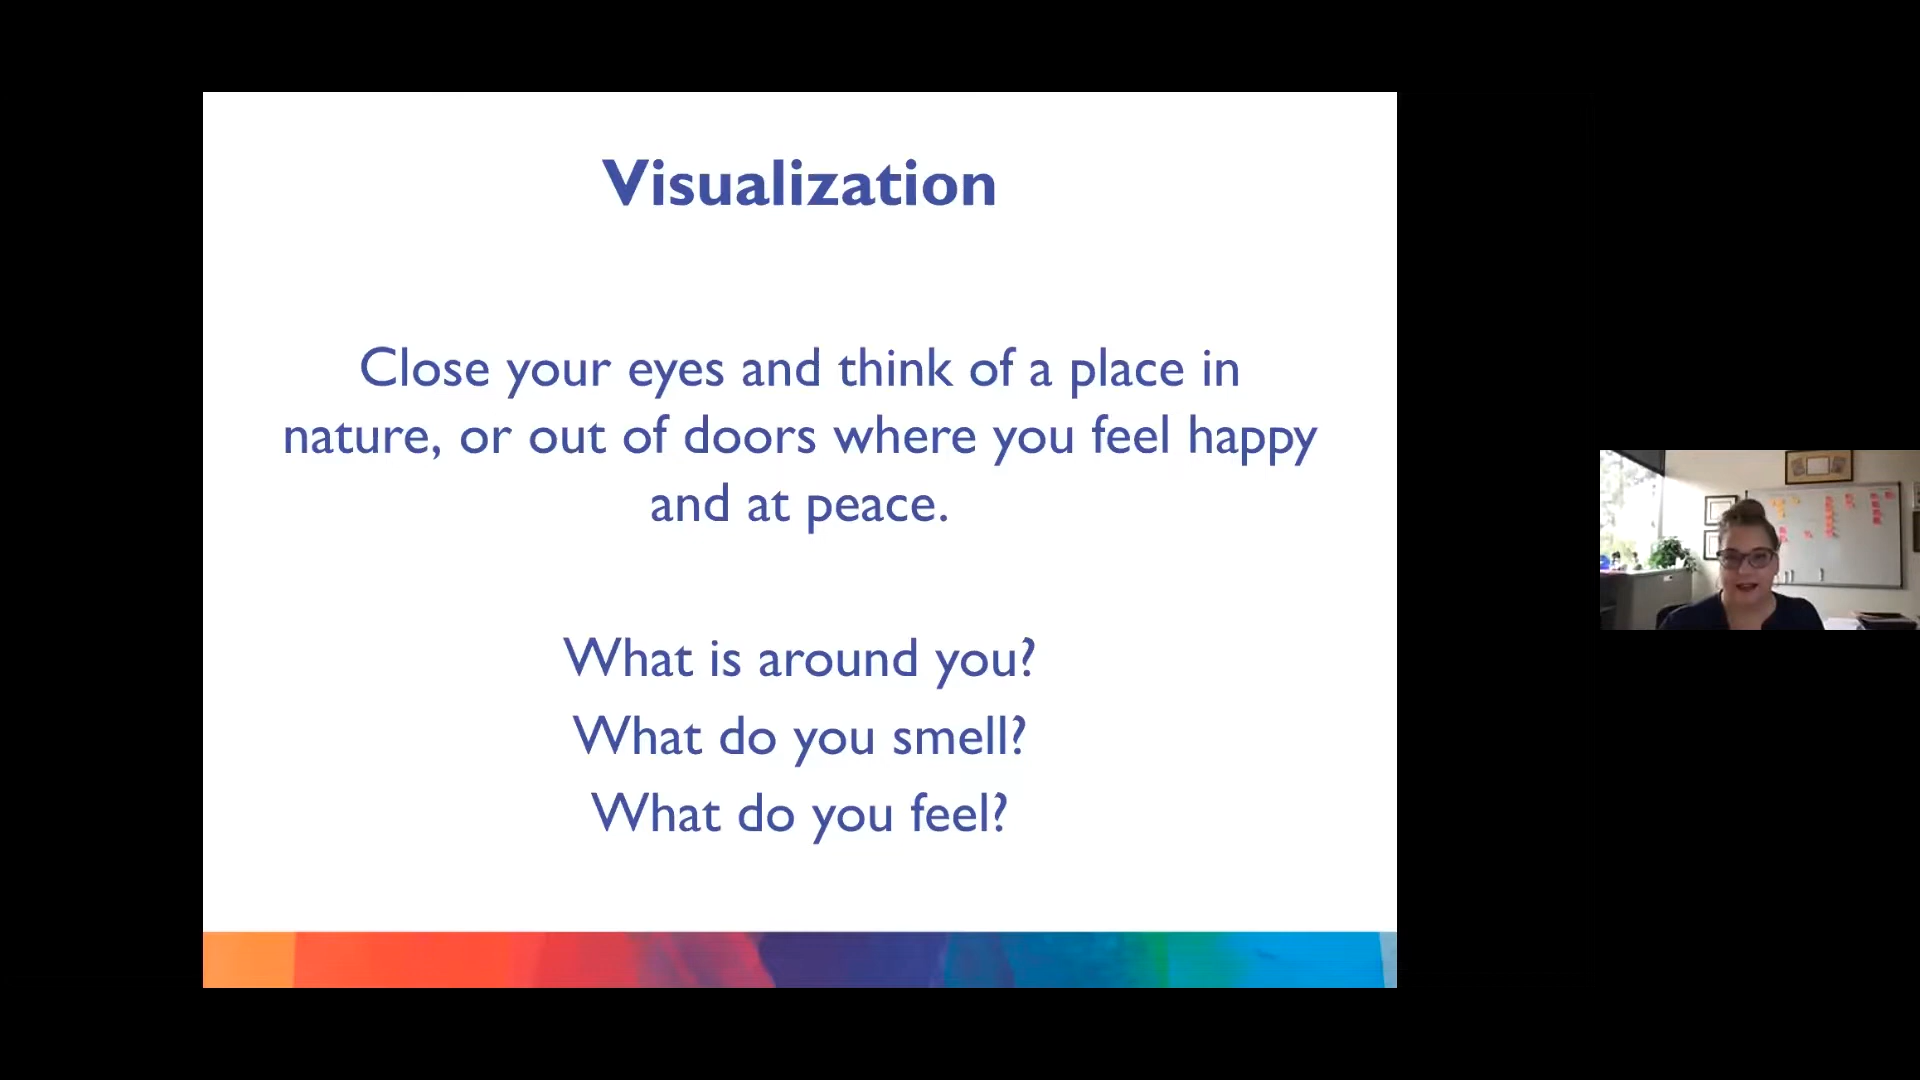 Visualization
Close your eyes and think of a place in
nature, or out of doors where you feel happy
and at peace.
What is around you?
What do you smell?
What do you feel?